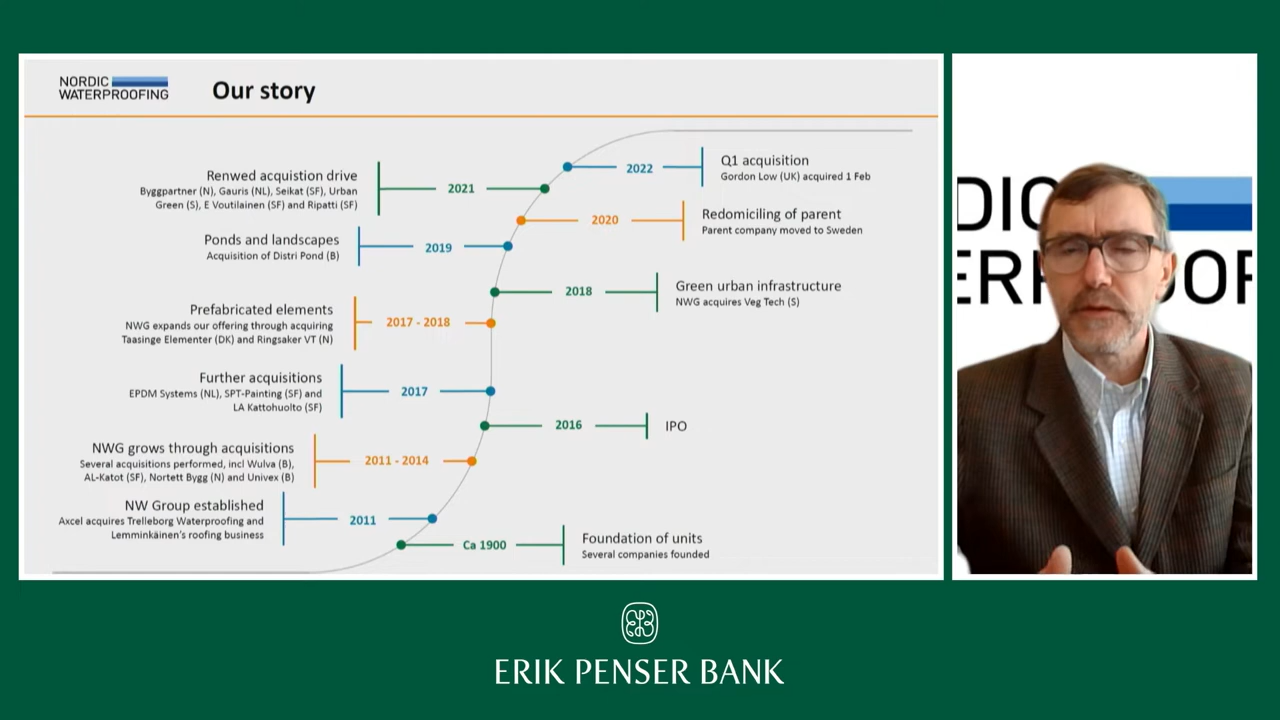 NORDIC
WATERPROOFING
Our story
2022
Q1 acquisition
Gordon Low (UK) acquired 1 Feb
Renwed acquistion drive
Byggpartner (N), Gauris (NL), Seikat (SF), Urban
Green (S), E Voutilainen (SF) and Ripatti (SF)
2021
2020
Redomiciling of parent
Parent company moved to Sweden
Ponds and landscapes
Acquisition of Distri Pond (B)
2019
2018
Green urban infrastructure
NWG acquires Veg Tech (S)
Prefabricated elements
NWG expands our offering through acquiring
Taasinge Elementer (DK) and Ringsaker VT (N)
2017 - 2018
Further acquisitions
EPDM Systems (NL), SPT-Painting (SF) and
LA Kattohuolto (SF)
2017
2016
IPO
NWG grows through acquisitions
Several acquisitions performed, incl Wulva (B),
AL-Katot (SF), Nortett Bygg (N) and Univex (B)
2011 - 2014
NW Group established
Axcel acquires Trelleborg Waterproofing and
Lemminkäinen's roofing business
2011
Ca 1900
Foundation of units
Several companies founded
DIC
ERPROOF
ERIK PENSER BANK